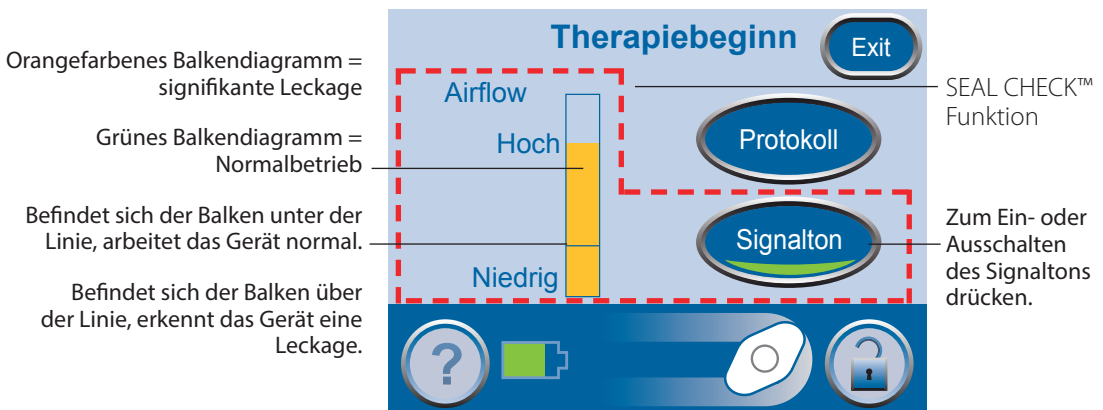 Orangefarbenes Balkendiagramm =
signifikante Leckage
Grünes Balkendiagramm =
Normalbetrieb
Befindet sich der Balken unter der
Linie, arbeitet das Gerät normal.
Befindet sich der Balken über
der Linie, erkennt das Gerät eine
Leckage.
Therapiebeginn
Exit
Airflow
Hoch
Niedrig
Protokoll
Signalton
?
SEAL CHECK™
Funktion
Zum Ein- oder
Ausschalten
des Signaltons
drücken.